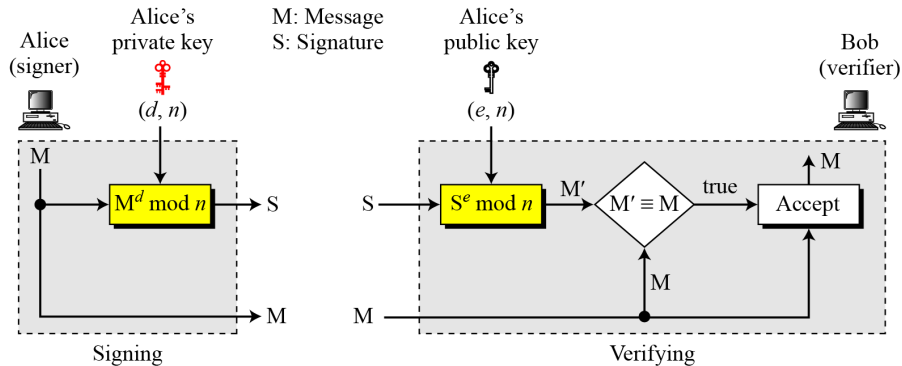 Alice
(signer)
Alice's
private key
M: Message
S: Signature
Alice's
public key
Bob
(verifier)
(d, n)
(e, n)
M
M^d mod n
S
M
Signing
S
S^e mod n
M′
M′ ≡ M
true
Accept
M
M
M
Verifying